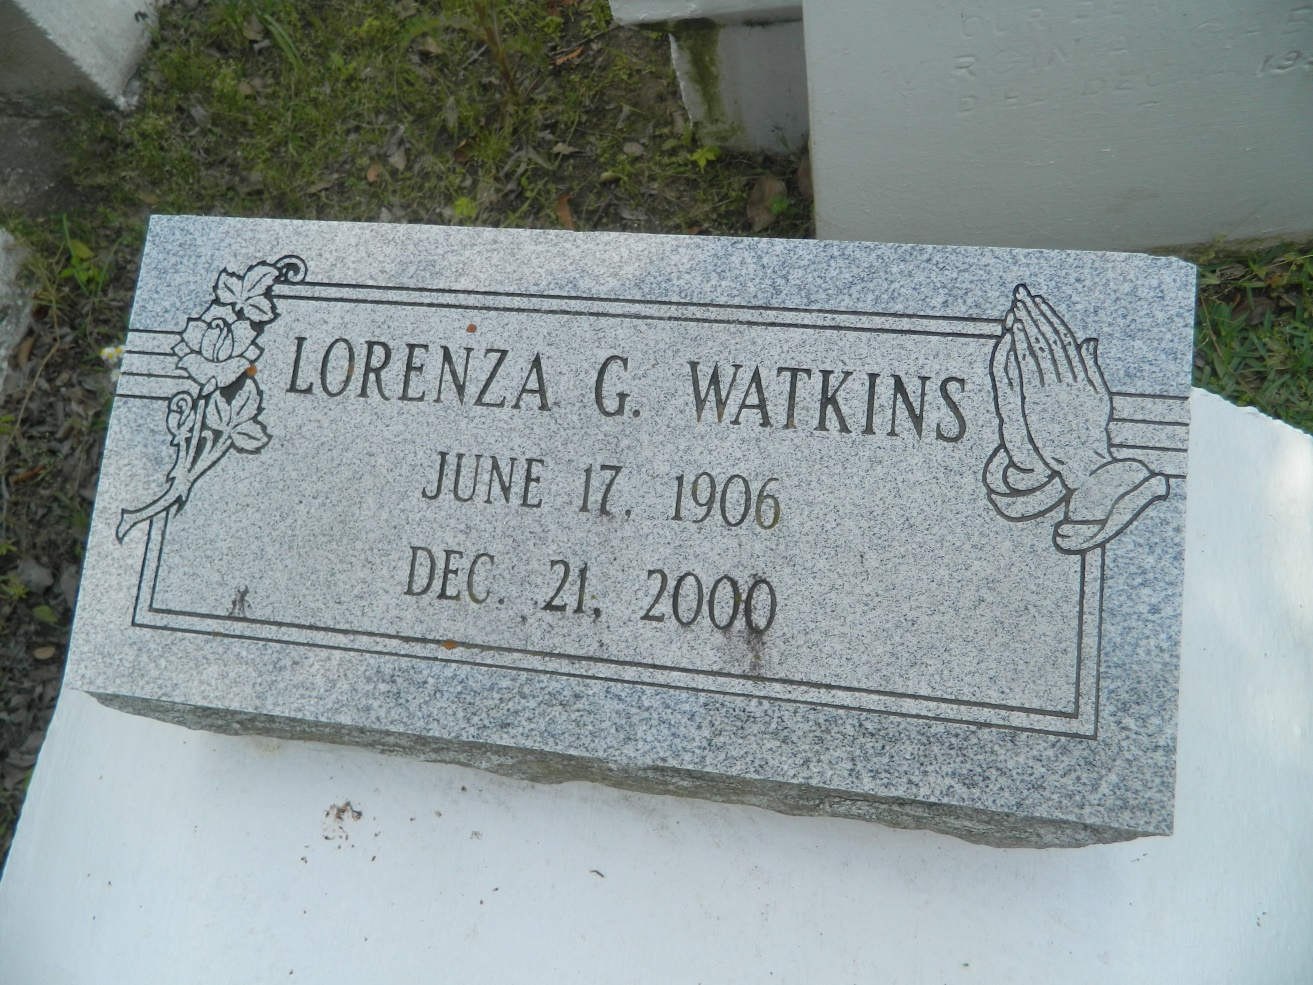 LORENZA G. WATKINS
JUNE 17, 1906
DEC. 21, 2000